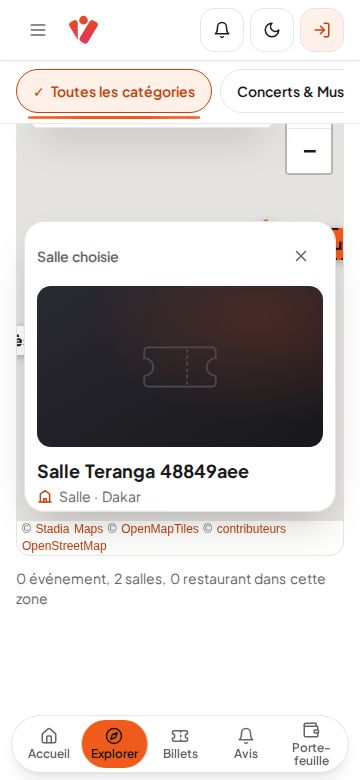 ✓ Toutes les catégories
Concerts & Mus
−
Salle choisie
Salle Teranga 48849aee
Salle · Dakar
© Stadia Maps © OpenMapTiles © contributeurs
OpenStreetMap
0 événement, 2 salles, 0 restaurant dans cette
zone
Accueil
Explorer
Billets
Avis
Porte-
feuille